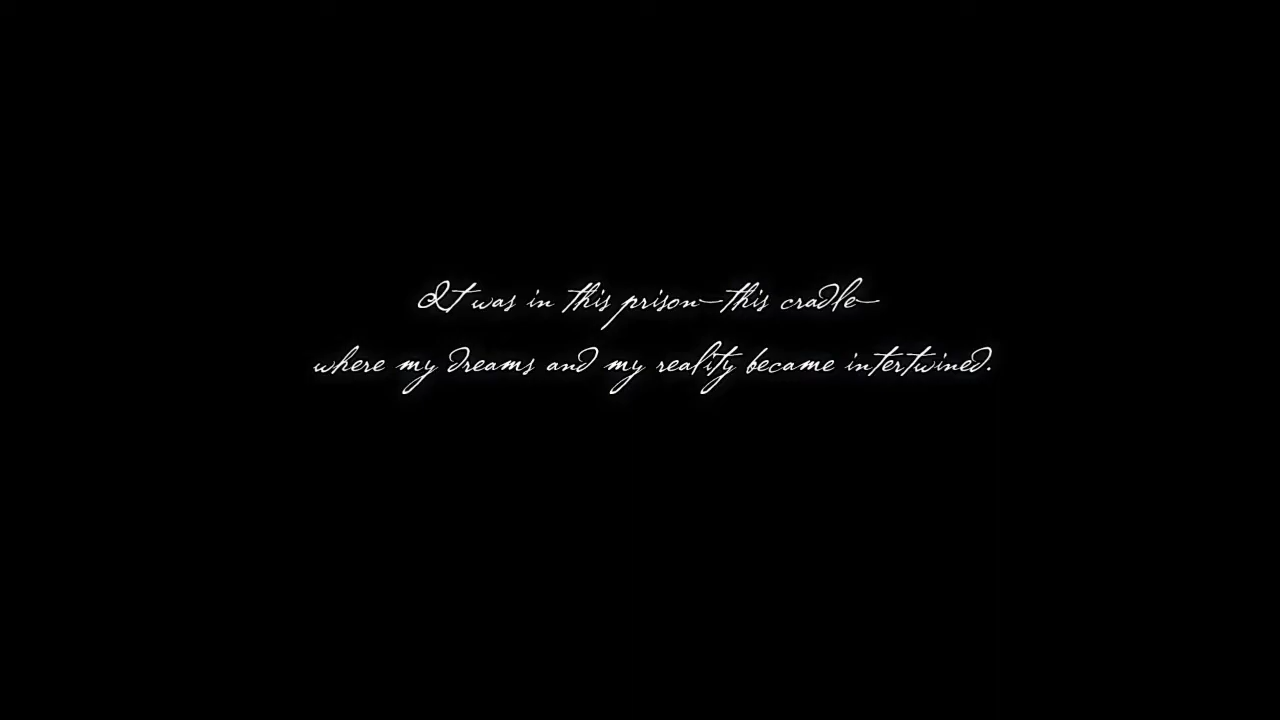 It was in this prison—this cradle—
where my dreams and my reality became intertwined.